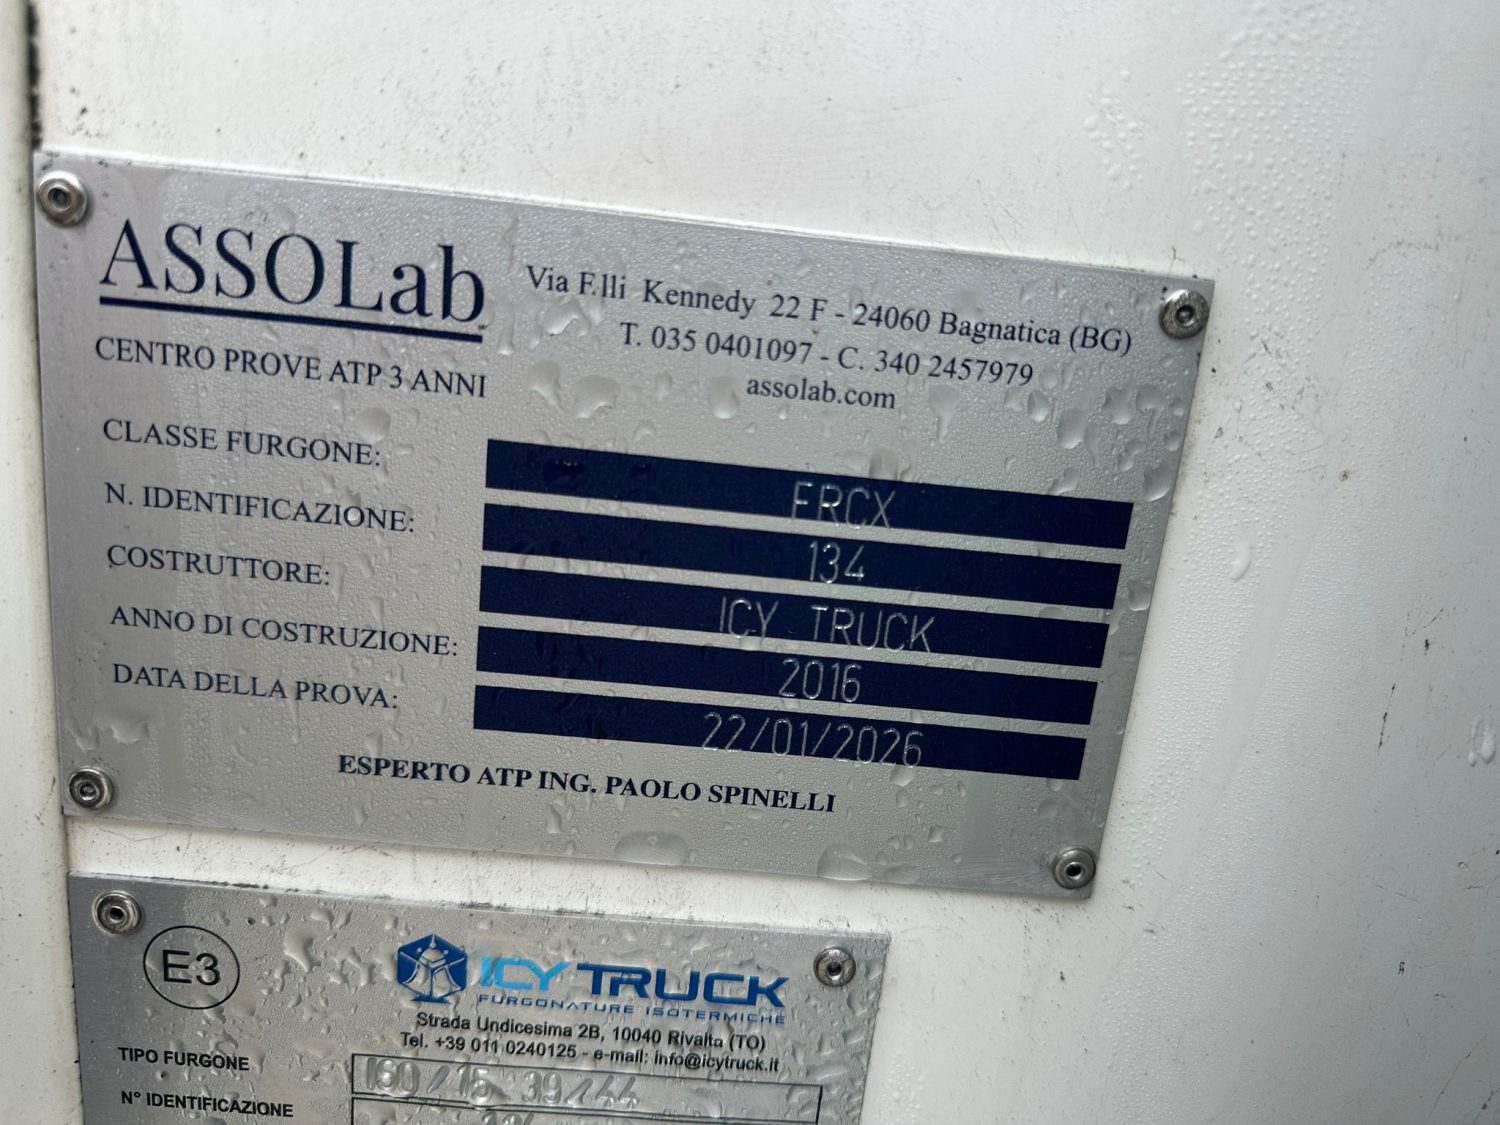 ASSOLab
CENTRO PROVE ATP 3 ANNI
Via F.lli Kennedy 22 F - 24060 Bagnatica (BG)
T. 035 0401097 - C. 340 2457979
assolab.com
CLASSE FURGONE: FRCX
N. IDENTIFICAZIONE: 134
COSTRUTTORE: ICY TRUCK
ANNO DI COSTRUZIONE: 2016
DATA DELLA PROVA: 22/01/2026
ESPERTO ATP ING. PAOLO SPINELLI
E3
ICY TRUCK
FURGONATURE ISOTERMICHE
Strada Undicesima 2B, 10040 Rivalta (TO)
Tel. +39 011 0240125 - e-mail: info@icytruck.it
TIPO FURGONE 39/44
N° IDENTIFICAZIONE